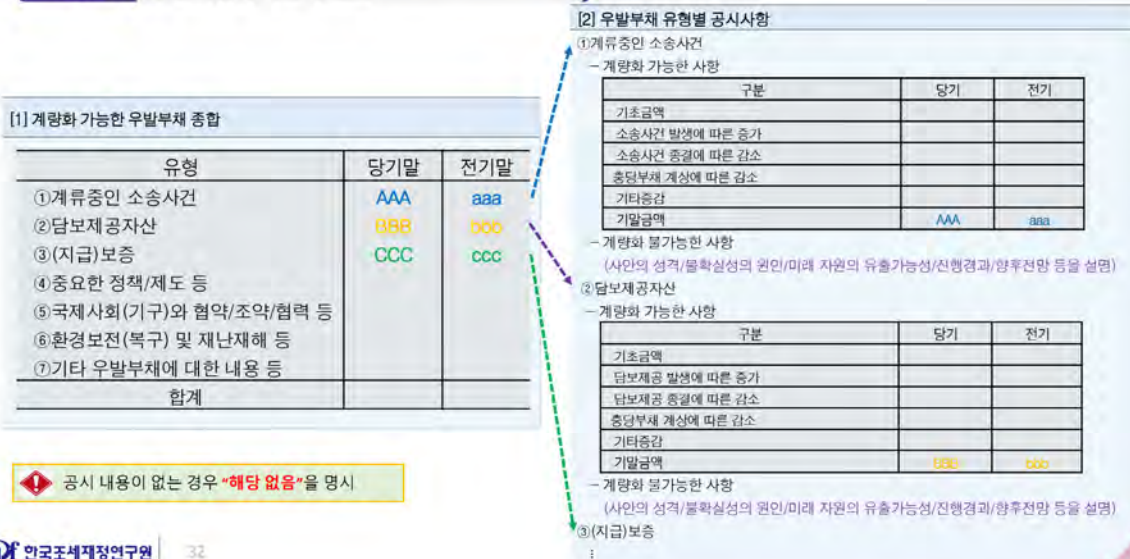 [1] 계량화 가능한 우발부채 종합
유형 당기말 전기말
①계류중인 소송사건 AAA aaa
②담보제공자산 BBB bbb
③(지급)보증 CCC ccc
④중요한 정책/제도 등
⑤국제사회(기구)와 협약/조약/협력 등
⑥환경보전(복구) 및 재난재해 등
⑦기타 우발부채에 대한 내용 등
합계
공시 내용이 없는 경우 “해당 없음”을 명시
한국조세재정연구원 32
[2] 우발부채 유형별 공시사항
①계류중인 소송사건
– 계량화 가능한 사항
구분 당기 전기
기초금액
소송사건 발생에 따른 증가
소송사건 종결에 따른 감소
충당부채 계상에 따른 감소
기타증감
기말금액 AAA aaa
– 계량화 불가능한 사항
(사안의 성격/불확실성의 원인/미래 자원의 유출가능성/진행경과/향후전망 등을 설명)
②담보제공자산
– 계량화 가능한 사항
구분 당기 전기
기초금액
담보제공 발생에 따른 증가
담보제공 종결에 따른 감소
충당부채 계상에 따른 감소
기타증감
기말금액 BBB bbb
– 계량화 불가능한 사항
(사안의 성격/불확실성의 원인/미래 자원의 유출가능성/진행경과/향후전망 등을 설명)
③(지급)보증
⋮